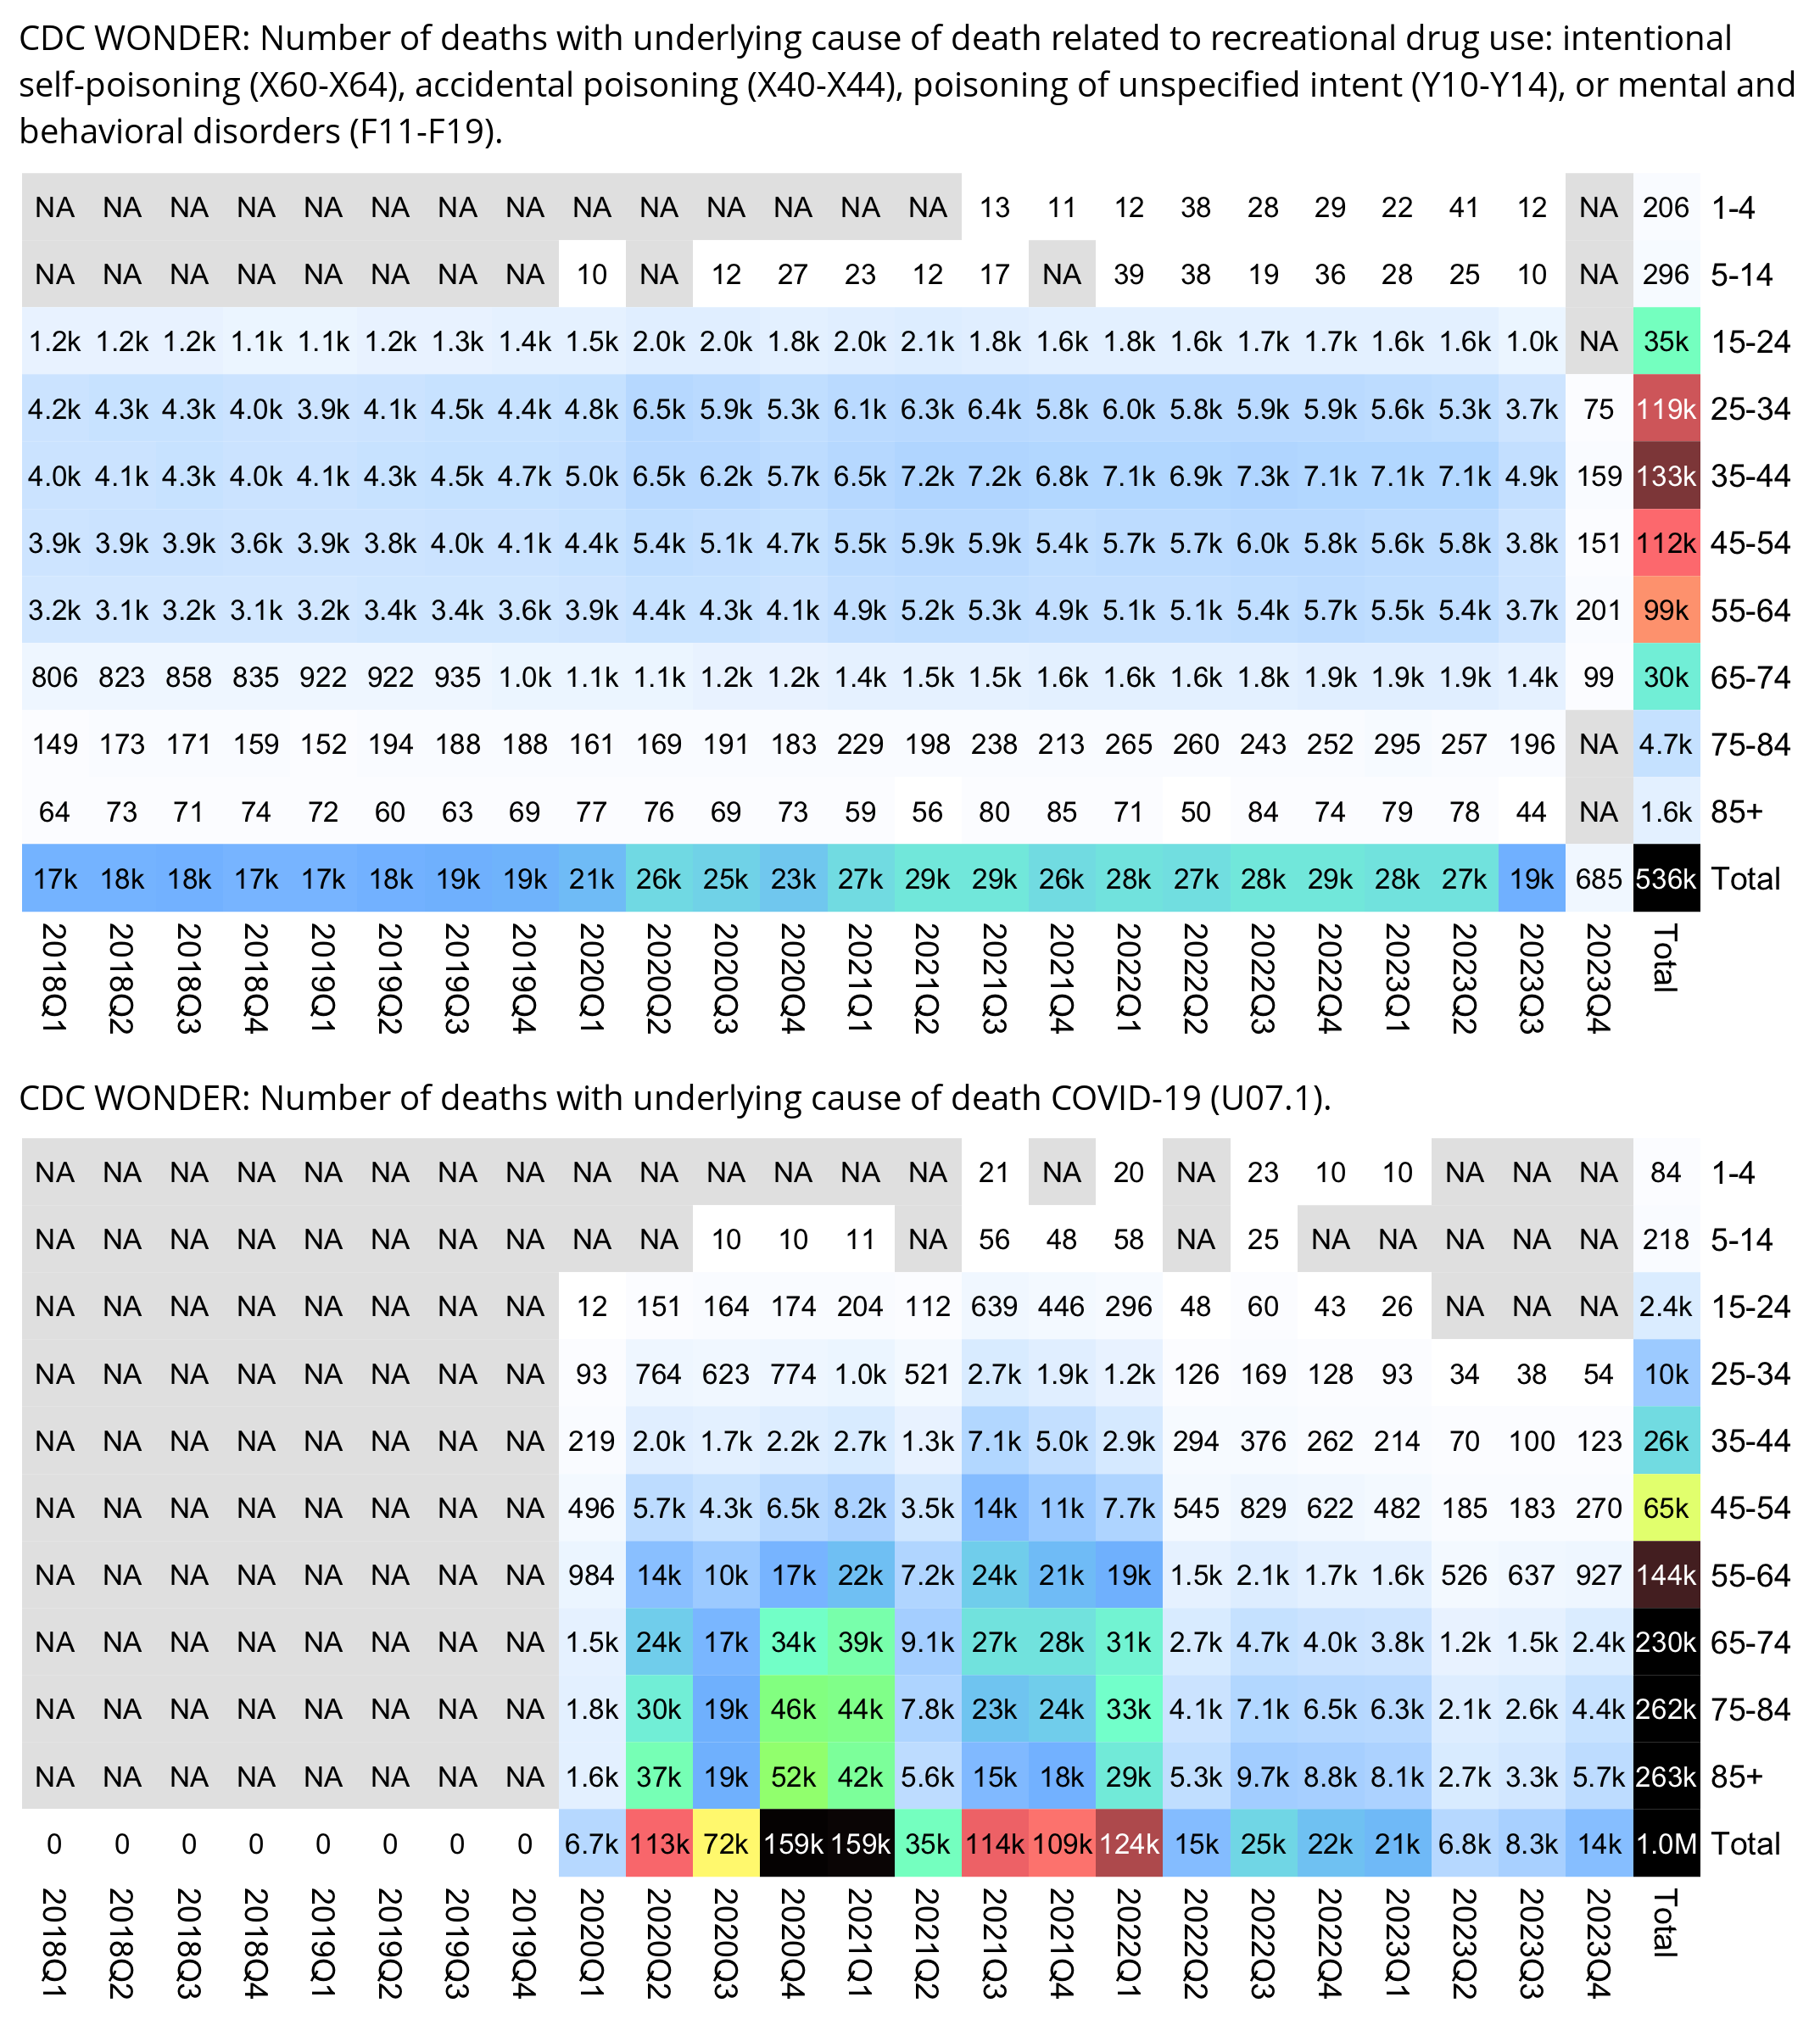 CDC WONDER: Number of deaths with underlying cause of death related to recreational drug use: intentional
self-poisoning (X60-X64), accidental poisoning (X40-X44), poisoning of unspecified intent (Y10-Y14), or mental and
behavioral disorders (F11-F19).
NA NA NA NA NA NA NA NA NA NA NA NA NA NA 13 11 12 38 28 29 22 41 12 NA 206 1-4
NA NA NA NA NA NA NA NA 10 NA 12 27 23 12 17 NA 39 38 19 36 28 25 10 NA 296 5-14
1.2k 1.2k 1.2k 1.1k 1.1k 1.2k 1.3k 1.4k 1.5k 2.0k 2.0k 1.8k 2.0k 2.1k 1.8k 1.6k 1.8k 1.6k 1.7k 1.7k 1.6k 1.6k 1.0k NA 35k 15-24
4.2k 4.3k 4.3k 4.0k 3.9k 4.1k 4.5k 4.4k 4.8k 6.5k 5.9k 5.3k 6.1k 6.3k 6.4k 5.8k 6.0k 5.8k 5.9k 5.9k 5.6k 5.3k 3.7k 75 119k 25-34
4.0k 4.1k 4.3k 4.0k 4.1k 4.3k 4.5k 4.7k 5.0k 6.5k 6.2k 5.7k 6.5k 7.2k 7.2k 6.8k 7.1k 6.9k 7.3k 7.1k 7.1k 7.1k 4.9k 159 133k 35-44
3.9k 3.9k 3.9k 3.6k 3.9k 3.8k 4.0k 4.1k 4.4k 5.4k 5.1k 4.7k 5.5k 5.9k 5.9k 5.4k 5.7k 5.7k 6.0k 5.8k 5.6k 5.8k 3.8k 151 112k 45-54
3.2k 3.1k 3.2k 3.1k 3.2k 3.4k 3.4k 3.6k 3.9k 4.4k 4.3k 4.1k 4.9k 5.2k 5.3k 4.9k 5.1k 5.1k 5.4k 5.7k 5.5k 5.4k 3.7k 201 99k 55-64
806 823 858 835 922 922 935 1.0k 1.1k 1.1k 1.2k 1.2k 1.4k 1.5k 1.5k 1.6k 1.6k 1.6k 1.8k 1.9k 1.9k 1.9k 1.4k 99 30k 65-74
149 173 171 159 152 194 188 188 161 169 191 183 229 198 238 213 265 260 243 252 295 257 196 NA 4.7k 75-84
64 73 71 74 72 60 63 69 77 76 69 73 59 56 80 85 71 50 84 74 79 78 44 NA 1.6k 85+
17k 18k 18k 17k 17k 18k 19k 19k 21k 26k 25k 23k 27k 29k 29k 26k 28k 27k 28k 29k 28k 27k 19k 685 536k Total
2018Q1 2018Q2 2018Q3 2018Q4 2019Q1 2019Q2 2019Q3 2019Q4 2020Q1 2020Q2 2020Q3 2020Q4 2021Q1 2021Q2 2021Q3 2021Q4 2022Q1 2022Q2 2022Q3 2022Q4 2023Q1 2023Q2 2023Q3 2023Q4 Total
CDC WONDER: Number of deaths with underlying cause of death COVID-19 (U07.1).
NA NA NA NA NA NA NA NA NA NA NA NA NA NA 21 NA 20 NA 23 10 10 NA NA NA 84 1-4
NA NA NA NA NA NA NA NA NA NA 10 10 11 NA 56 48 58 NA 25 NA NA NA NA NA 218 5-14
NA NA NA NA NA NA NA NA 12 151 164 174 204 112 639 446 296 48 60 43 26 NA NA NA 2.4k 15-24
NA NA NA NA NA NA NA NA 93 764 623 774 1.0k 521 2.7k 1.9k 1.2k 126 169 128 93 34 38 54 10k 25-34
NA NA NA NA NA NA NA NA 219 2.0k 1.7k 2.2k 2.7k 1.3k 7.1k 5.0k 2.9k 294 376 262 214 70 100 123 26k 35-44
NA NA NA NA NA NA NA NA 496 5.7k 4.3k 6.5k 8.2k 3.5k 14k 11k 7.7k 545 829 622 482 185 183 270 65k 45-54
NA NA NA NA NA NA NA NA 984 14k 10k 17k 22k 7.2k 24k 21k 19k 1.5k 2.1k 1.7k 1.6k 526 637 927 144k 55-64
NA NA NA NA NA NA NA NA 1.5k 24k 17k 34k 39k 9.1k 27k 28k 31k 2.7k 4.7k 4.0k 3.8k 1.2k 1.5k 2.4k 230k 65-74
NA NA NA NA NA NA NA NA 1.8k 30k 19k 46k 44k 7.8k 23k 24k 33k 4.1k 7.1k 6.5k 6.3k 2.1k 2.6k 4.4k 262k 75-84
NA NA NA NA NA NA NA NA 1.6k 37k 19k 52k 42k 5.6k 15k 18k 29k 5.3k 9.7k 8.8k 8.1k 2.7k 3.3k 5.7k 263k 85+
0 0 0 0 0 0 0 0 6.7k 113k 72k 159k 159k 35k 114k 109k 124k 15k 25k 22k 21k 6.8k 8.3k 14k 1.0M Total
2018Q1 2018Q2 2018Q3 2018Q4 2019Q1 2019Q2 2019Q3 2019Q4 2020Q1 2020Q2 2020Q3 2020Q4 2021Q1 2021Q2 2021Q3 2021Q4 2022Q1 2022Q2 2022Q3 2022Q4 2023Q1 2023Q2 2023Q3 2023Q4 Total